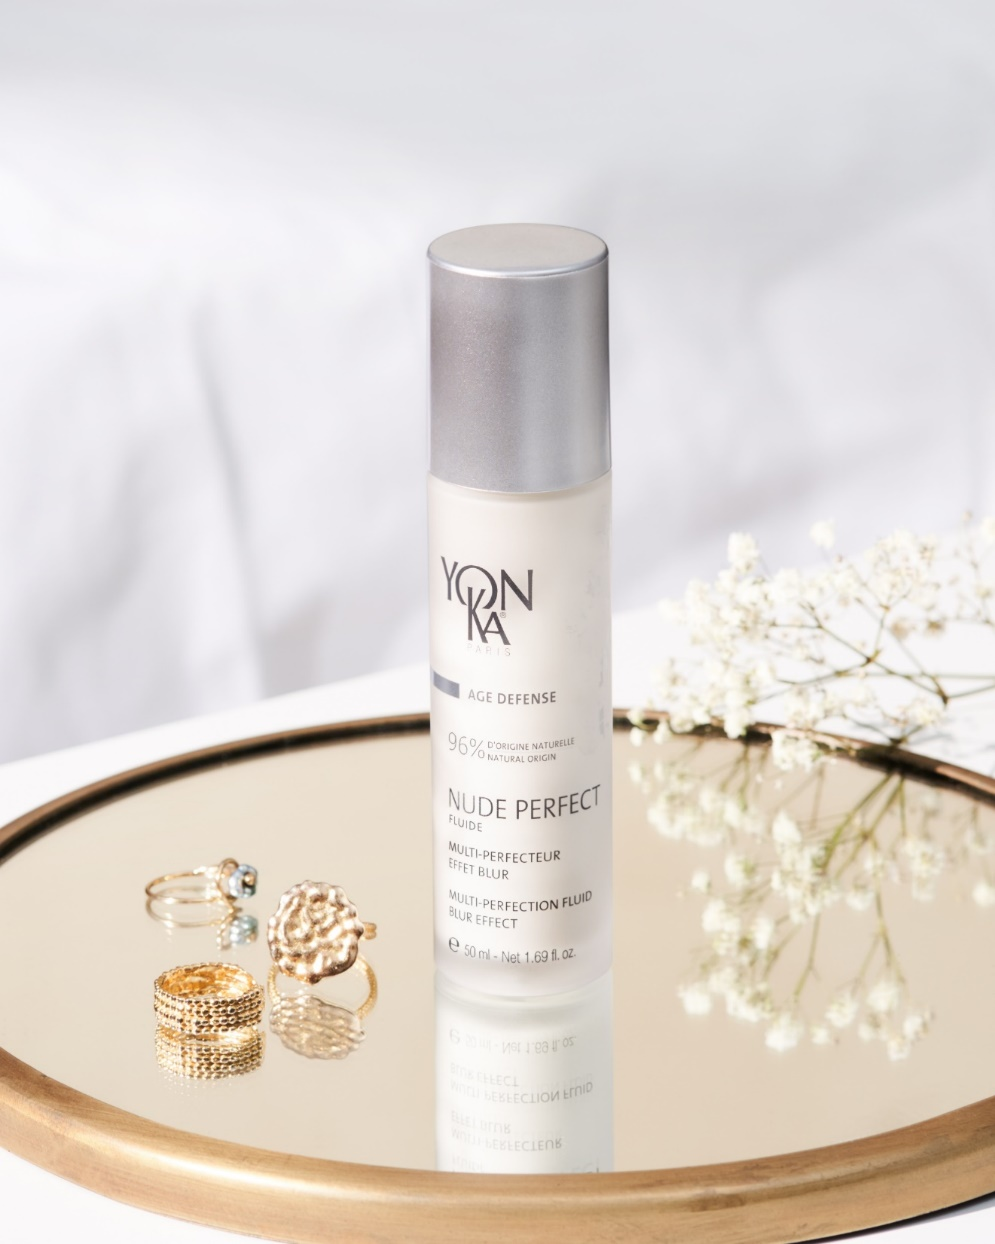 YON
KA®
PARIS
AGE DEFENSE
96% D'ORIGINE NATURELLE
NATURAL ORIGIN
NUDE PERFECT
FLUIDE
MULTI-PERFECTEUR
EFFET BLUR
MULTI-PERFECTION FLUID
BLUR EFFECT
℮ 50 ml - Net 1.69 fl. oz.